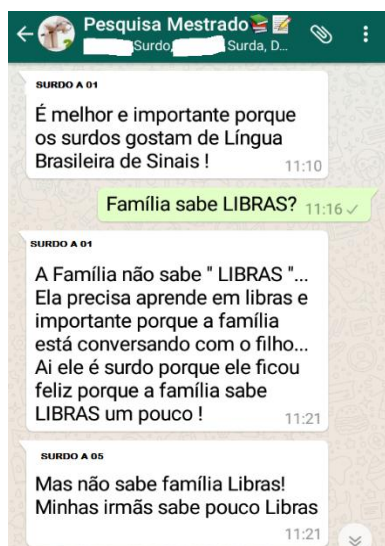 Pesquisa Mestrado
Surdo, Surda, D...
SURDO A 01
É melhor e importante porque
os surdos gostam de Língua
Brasileira de Sinais !
11:10
Família sabe LIBRAS? 11:16
SURDO A 01
A Família não sabe " LIBRAS "...
Ela precisa aprende em libras e
importante porque a família
está conversando com o filho...
Ai ele é surdo porque ele ficou
feliz porque a família sabe
LIBRAS um pouco !
11:21
SURDO A 05
Mas não sabe família Libras!
Minhas irmãs sabe pouco Libras
11:21